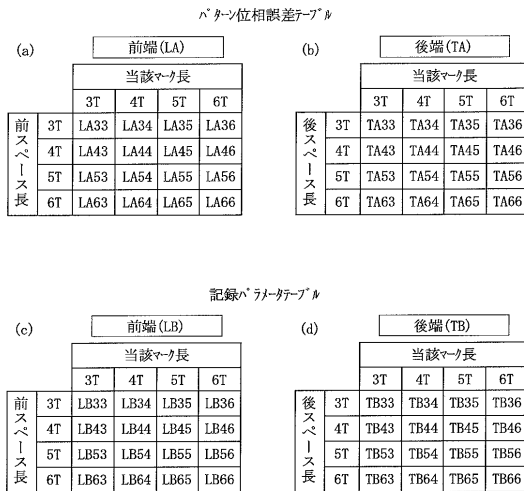 パターン位相誤差テーブル
(a) 前端(LA)
当該マーク長
3T 4T 5T 6T
前スペース長
3T LA33 LA34 LA35 LA36
4T LA43 LA44 LA45 LA46
5T LA53 LA54 LA55 LA56
6T LA63 LA64 LA65 LA66
(b) 後端(TA)
当該マーク長
3T 4T 5T 6T
後スペース長
3T TA33 TA34 TA35 TA36
4T TA43 TA44 TA45 TA46
5T TA53 TA54 TA55 TA56
6T TA63 TA64 TA65 TA66
記録パラメータテーブル
(c) 前端(LB)
当該マーク長
3T 4T 5T 6T
前スペース長
3T LB33 LB34 LB35 LB36
4T LB43 LB44 LB45 LB46
5T LB53 LB54 LB55 LB56
6T LB63 LB64 LB65 LB66
(d) 後端(TB)
当該マーク長
3T 4T 5T 6T
後スペース長
3T TB33 TB34 TB35 TB36
4T TB43 TB44 TB45 TB46
5T TB53 TB54 TB55 TB56
6T TB63 TB64 TB65 TB66